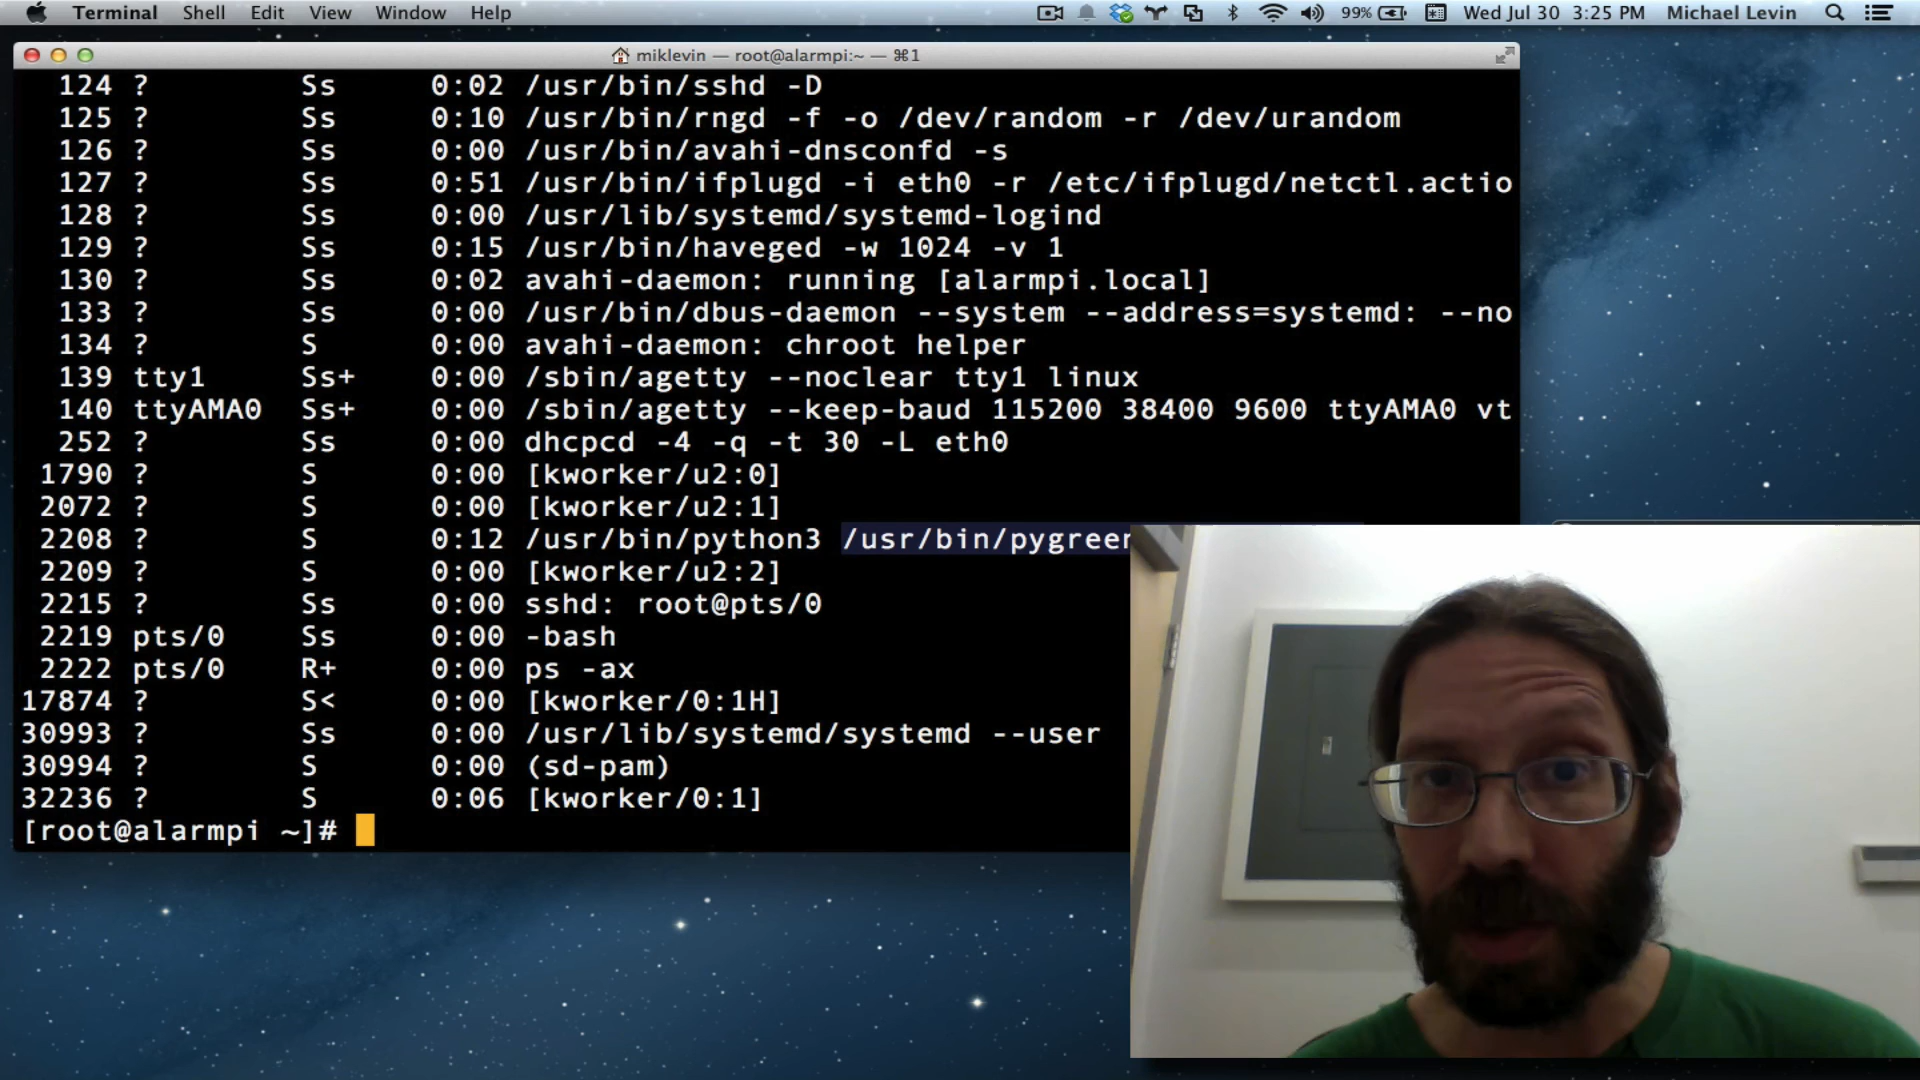 Terminal Shell Edit View Window Help 99% Wed Jul 30 3:25 PM Michael Levin
miklevin — root@alarmpi:~ — ⌘1
124 ? Ss 0:02 /usr/bin/sshd -D
125 ? Ss 0:10 /usr/bin/rngd -f -o /dev/random -r /dev/urandom
126 ? Ss 0:00 /usr/bin/avahi-dnsconfd -s
127 ? Ss 0:51 /usr/bin/ifplugd -i eth0 -r /etc/ifplugd/netctl.actio
128 ? Ss 0:00 /usr/lib/systemd/systemd-logind
129 ? Ss 0:15 /usr/bin/haveged -w 1024 -v 1
130 ? Ss 0:02 avahi-daemon: running [alarmpi.local]
133 ? Ss 0:00 /usr/bin/dbus-daemon --system --address=systemd: --no
134 ? S 0:00 avahi-daemon: chroot helper
139 tty1 Ss+ 0:00 /sbin/agetty --noclear tty1 linux
140 ttyAMA0 Ss+ 0:00 /sbin/agetty --keep-baud 115200 38400 9600 ttyAMA0 vt
252 ? Ss 0:00 dhcpcd -4 -q -t 30 -L eth0
1790 ? S 0:00 [kworker/u2:0]
2072 ? S 0:00 [kworker/u2:1]
2208 ? S 0:12 /usr/bin/python3 /usr/bin/pygreen
2209 ? S 0:00 [kworker/u2:2]
2215 ? Ss 0:00 sshd: root@pts/0
2219 pts/0 Ss 0:00 -bash
2222 pts/0 R+ 0:00 ps -ax
17874 ? S< 0:00 [kworker/0:1H]
30993 ? Ss 0:00 /usr/lib/systemd/systemd --user
30994 ? S 0:00 (sd-pam)
32236 ? S 0:06 [kworker/0:1]
[root@alarmpi ~]#